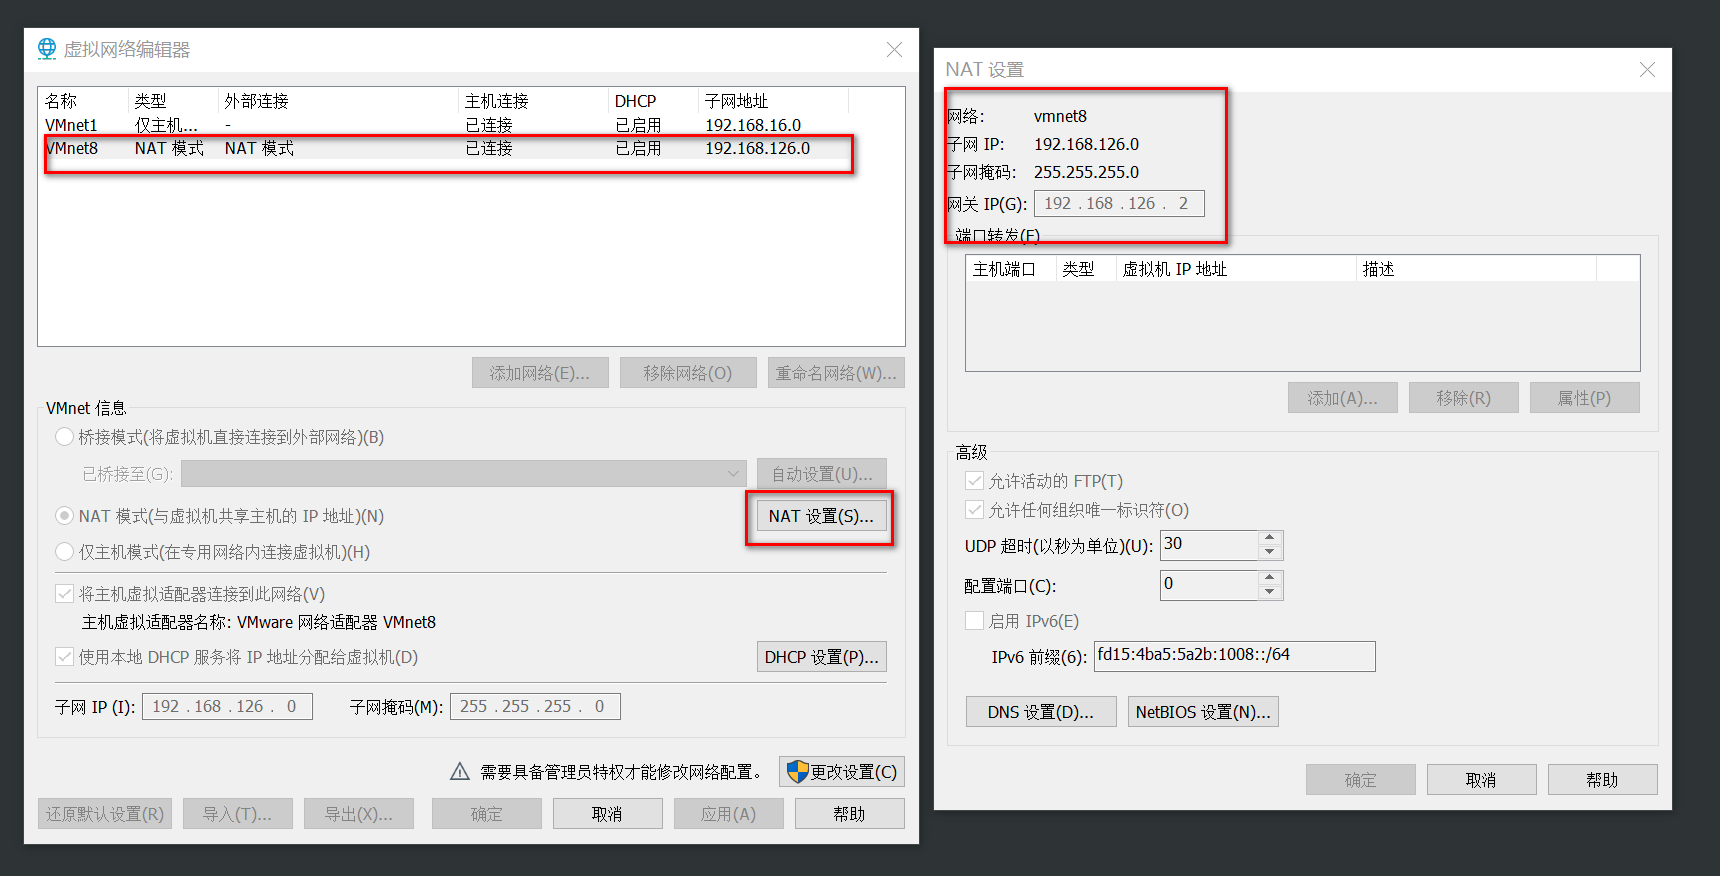 虚拟网络编辑器
名称 类型 外部连接 主机连接 DHCP 子网地址
VMnet1 仅主机... - 已连接 已启用 192.168.16.0
VMnet8 NAT 模式 NAT 模式 已连接 已启用 192.168.126.0
添加网络(E)... 移除网络(O) 重命名网络(W)...
VMnet 信息
桥接模式(将虚拟机直接连接到外部网络)(B)
已桥接至(G): 自动设置(U)...
NAT 模式(与虚拟机共享主机的 IP 地址)(N) NAT 设置(S)...
仅主机模式(在专用网络内连接虚拟机)(H)
将主机虚拟适配器连接到此网络(V)
主机虚拟适配器名称: VMware 网络适配器 VMnet8
使用本地 DHCP 服务将 IP 地址分配给虚拟机(D) DHCP 设置(P)...
子网 IP (I): 192 . 168 . 126 . 0 子网掩码(M): 255 . 255 . 255 . 0
需要具备管理员特权才能修改网络配置。 更改设置(C)
还原默认设置(R) 导入(T)... 导出(X)... 确定 取消 应用(A) 帮助
NAT 设置
网络: vmnet8
子网 IP: 192.168.126.0
子网掩码: 255.255.255.0
网关 IP(G): 192 . 168 . 126 . 2
端口转发(F)
主机端口 类型 虚拟机 IP 地址 描述
添加(A)... 移除(R) 属性(P)
高级
允许活动的 FTP(T)
允许任何组织唯一标识符(O)
UDP 超时(以秒为单位)(U): 30
配置端口(C): 0
启用 IPv6(E)
IPv6 前缀(6): fd15:4ba5:5a2b:1008::/64
DNS 设置(D)... NetBIOS 设置(N)...
确定 取消 帮助